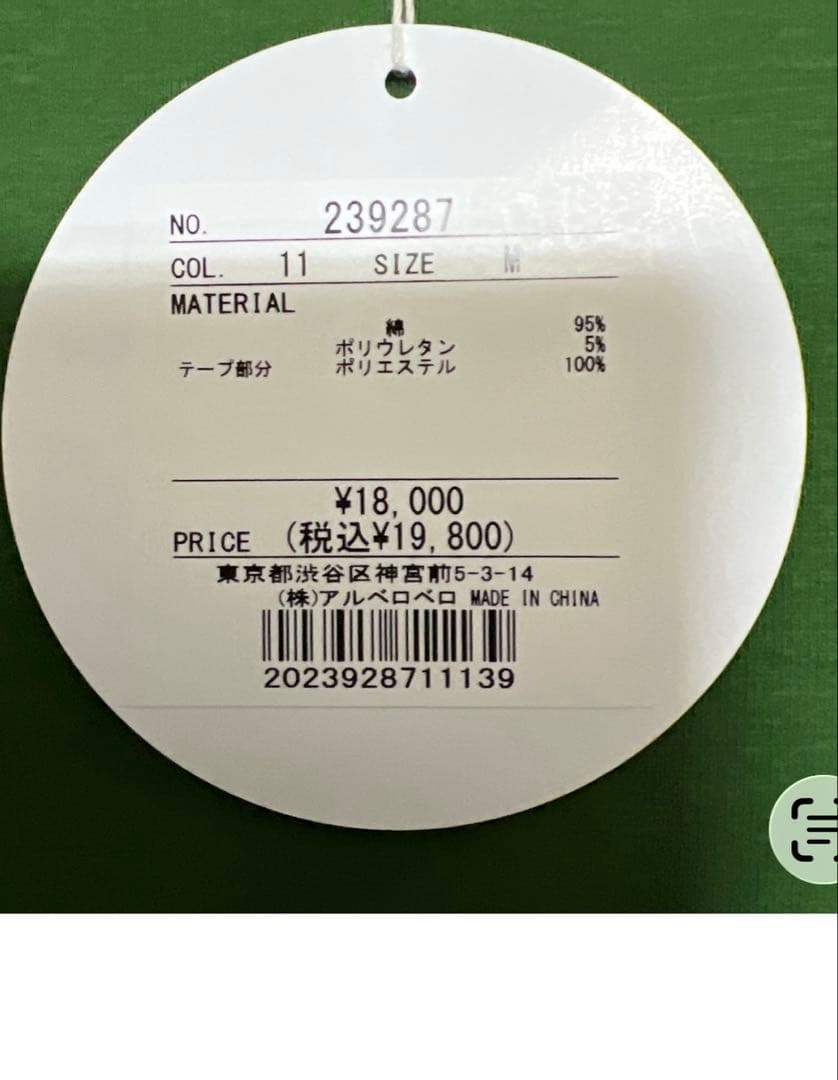 NO. 239287
COL. 11 SIZE M
MATERIAL
綿 95%
ポリウレタン 5%
テープ部分 ポリエステル 100%
¥18,000
PRICE (税込¥19,800)
東京都渋谷区神宮前5-3-14
(株)アルベロベロ MADE IN CHINA
2023928711139